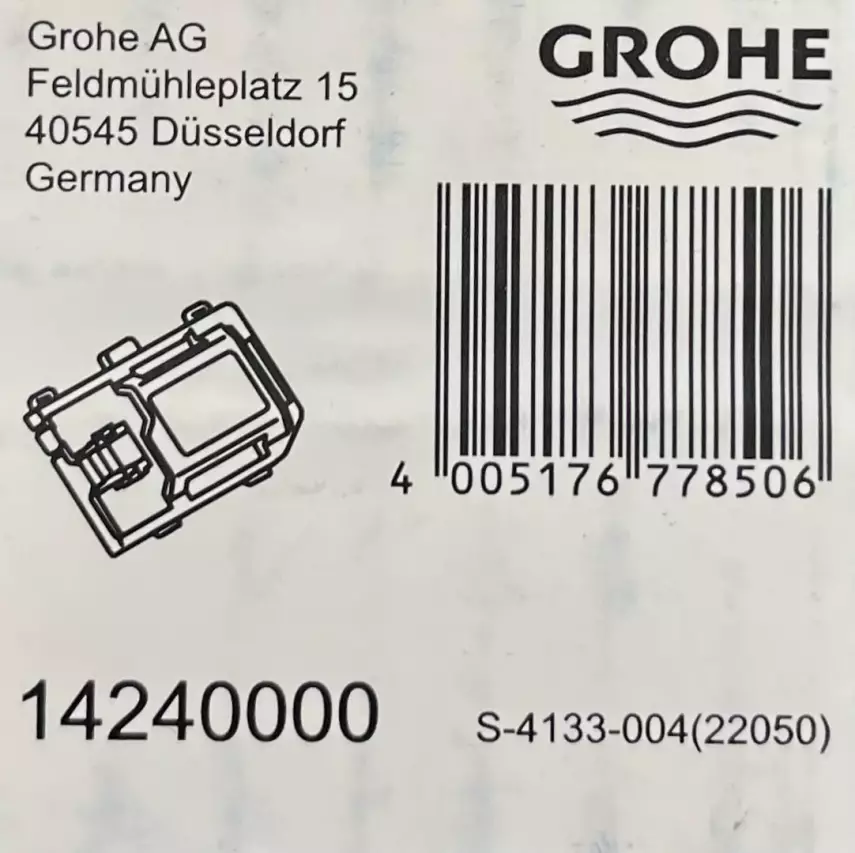 Grohe AG
Feldmühleplatz 15
40545 Düsseldorf
Germany
GROHE
4 005176 778506
14240000
S-4133-004(22050)